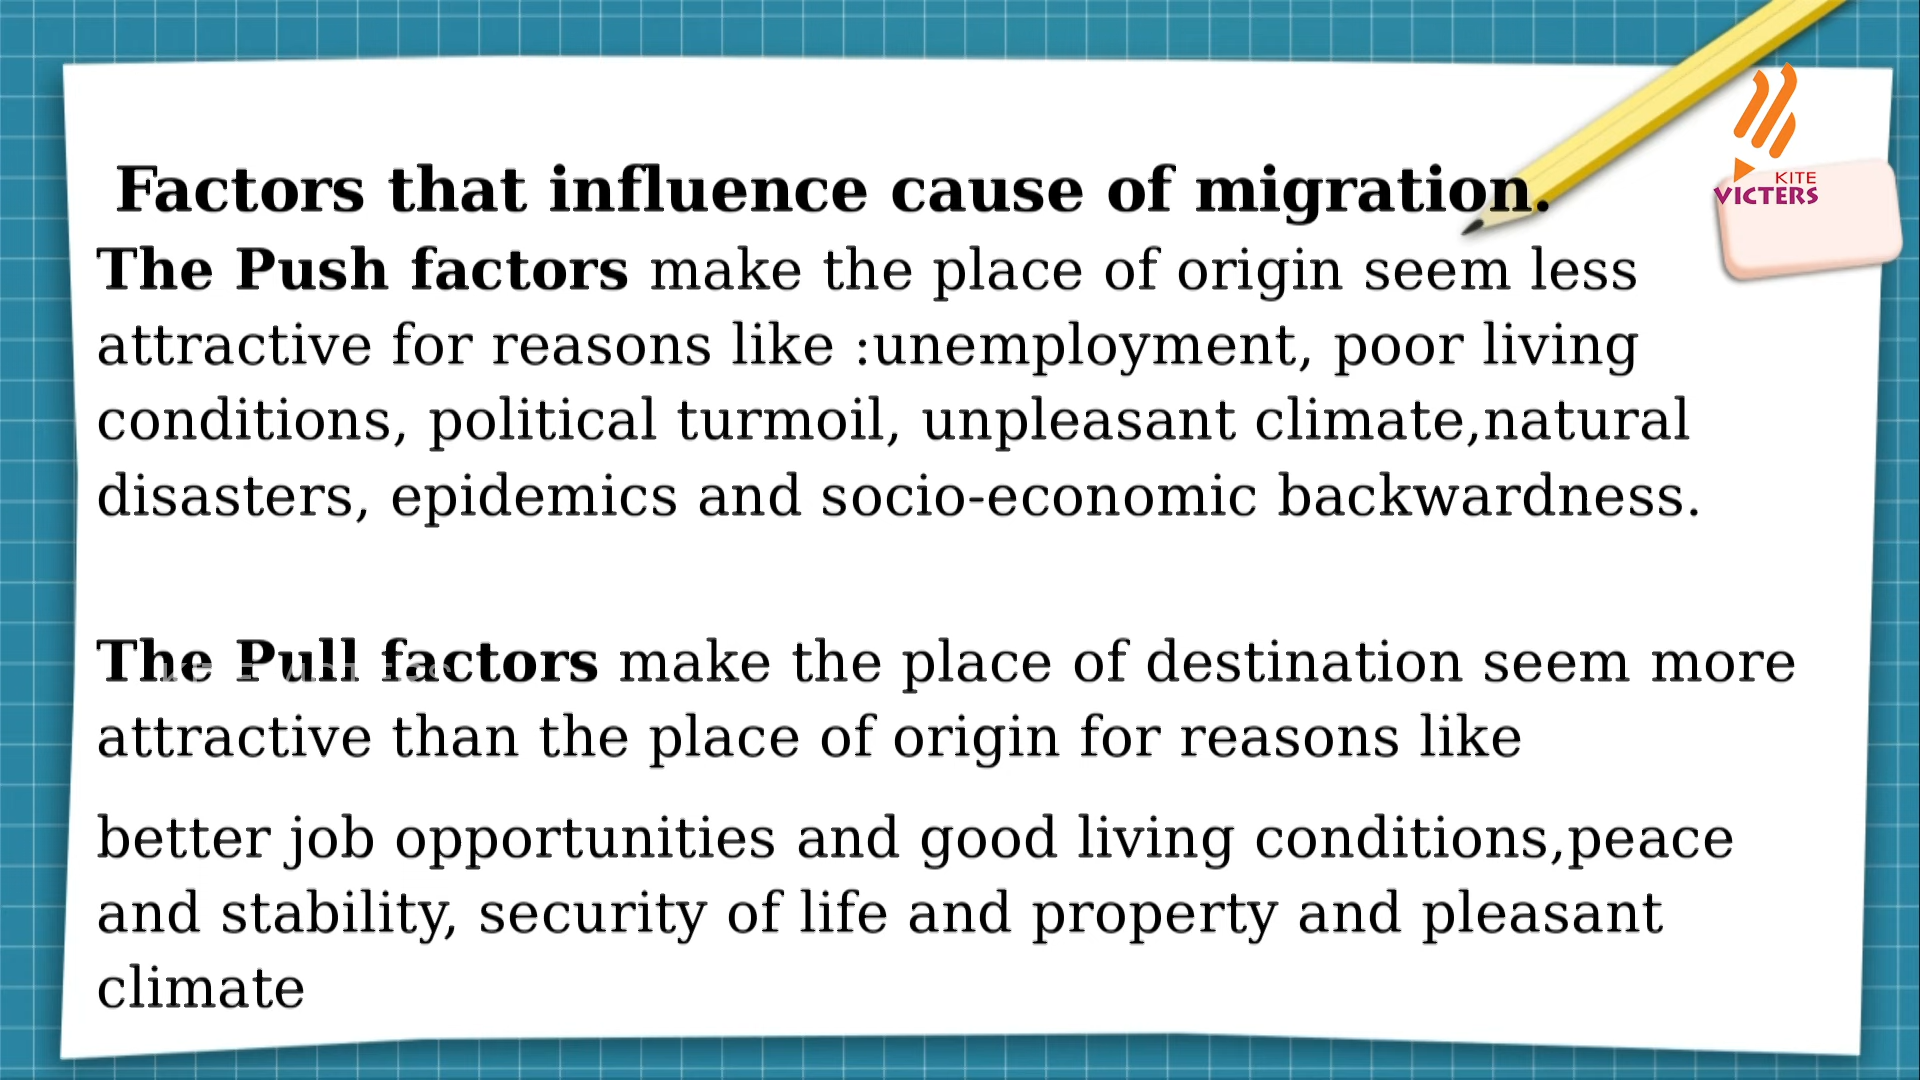 Factors that influence cause of migration.
KITE
VICTERS
The Push factors make the place of origin seem less
attractive for reasons like :unemployment, poor living
conditions, political turmoil, unpleasant climate,natural
disasters, epidemics and socio-economic backwardness.
The Pull factors make the place of destination seem more
attractive than the place of origin for reasons like
better job opportunities and good living conditions,peace
and stability, security of life and property and pleasant
climate